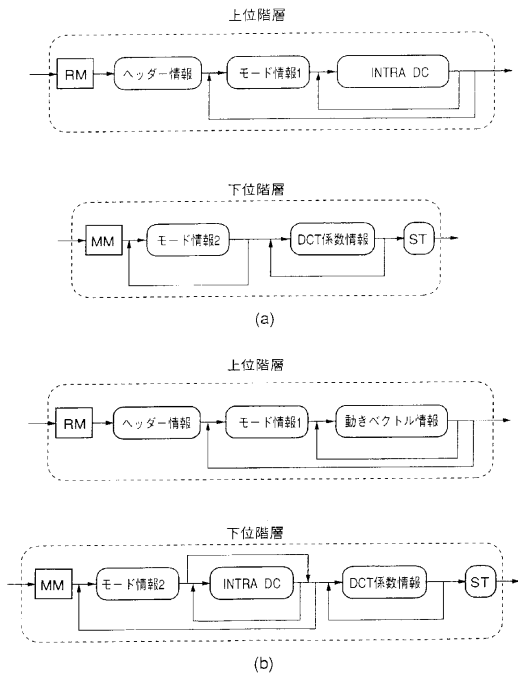 上位階層
RM
ヘッダー情報
モード情報1
INTRA DC
下位階層
MM
モード情報2
DCT係数情報
ST
(a)
上位階層
RM
ヘッダー情報
モード情報1
動きベクトル情報
下位階層
MM
モード情報2
INTRA DC
DCT係数情報
ST
(b)